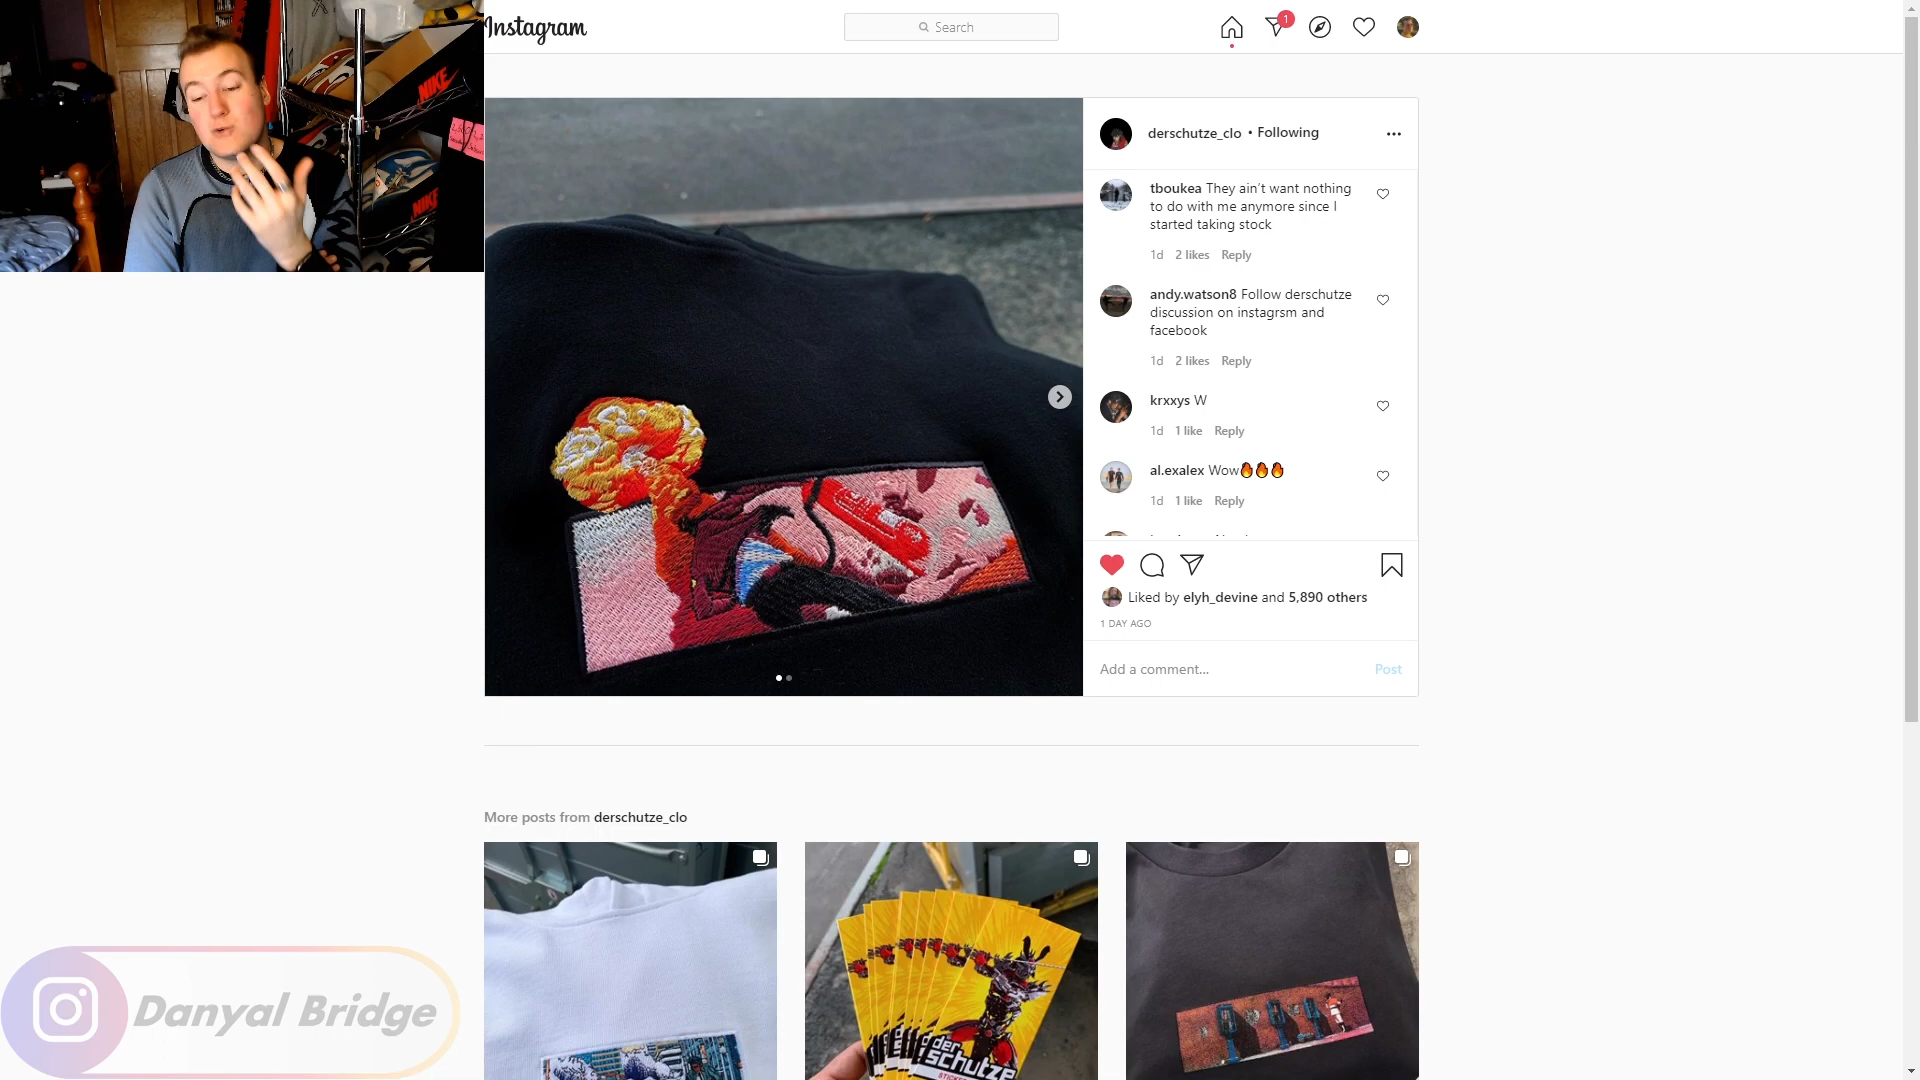 Instagram
Search
1
NIKE
NIKE
derschutze_clo • Following
tboukea They ain't want nothing
to do with me anymore since I
started taking stock
1d 2 likes Reply
andy.watson8 Follow derschutze
discussion on instagrsm and
facebook
1d 2 likes Reply
krxxys W
1d 1 like Reply
al.exalex Wow🔥🔥🔥
1d 1 like Reply
Liked by elyh_devine and 5,890 others
1 DAY AGO
Add a comment... Post
More posts from derschutze_clo
der
schutze
Danyal Bridge